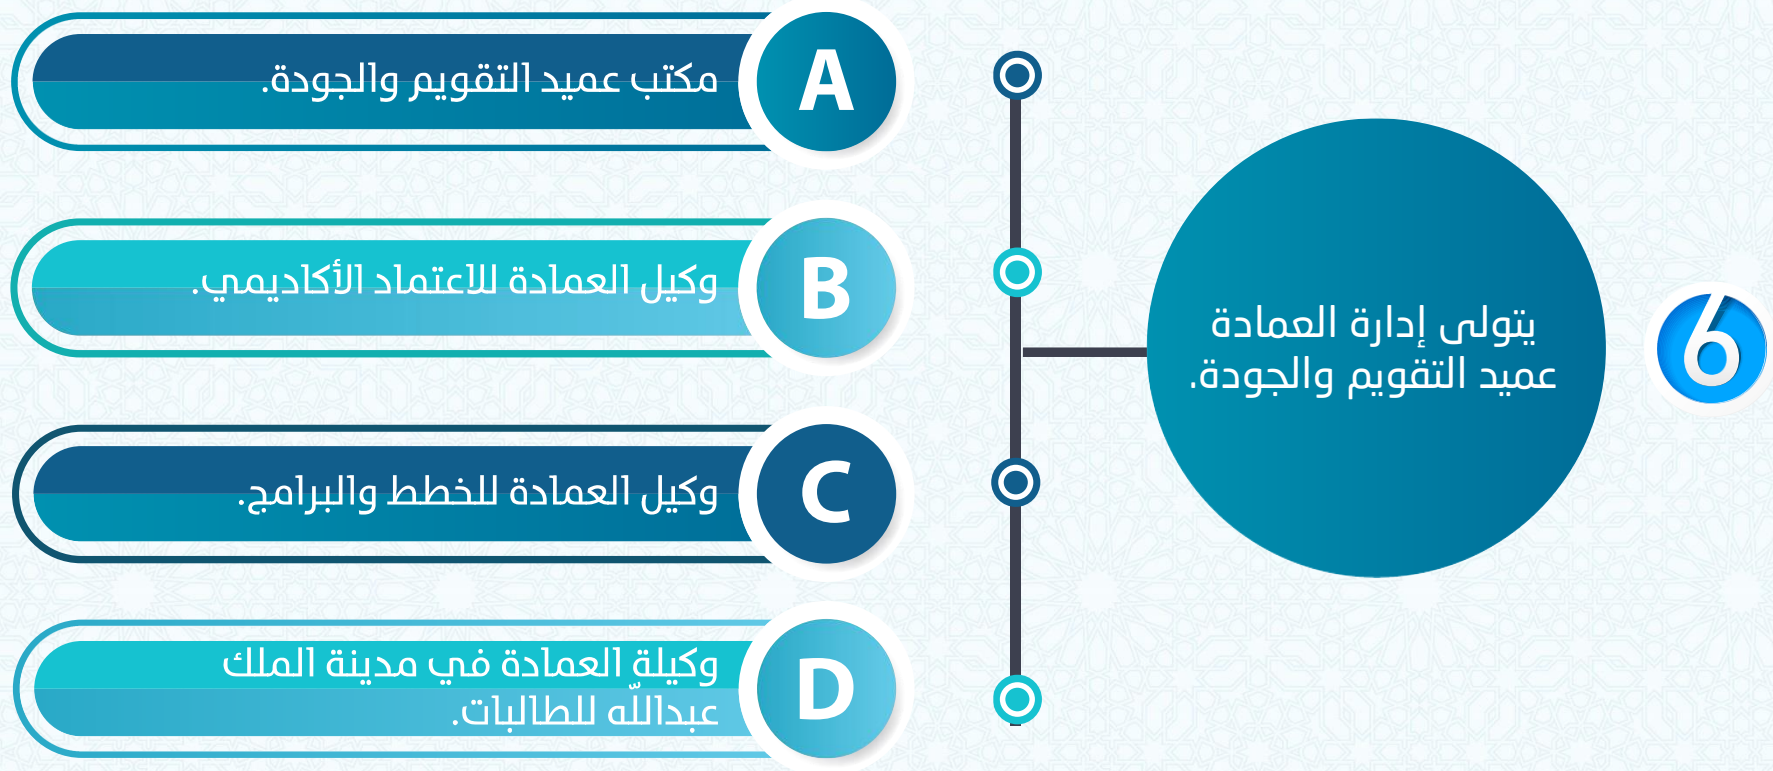 6
يتولى إدارة العمادة
عميد التقويم والجودة.
A
مكتب عميد التقويم والجودة.
B
وكيل العمادة للاعتماد الأكاديمي.
C
وكيل العمادة للخطط والبرامج.
D
وكيلة العمادة في مدينة الملك
عبدالله للطالبات.